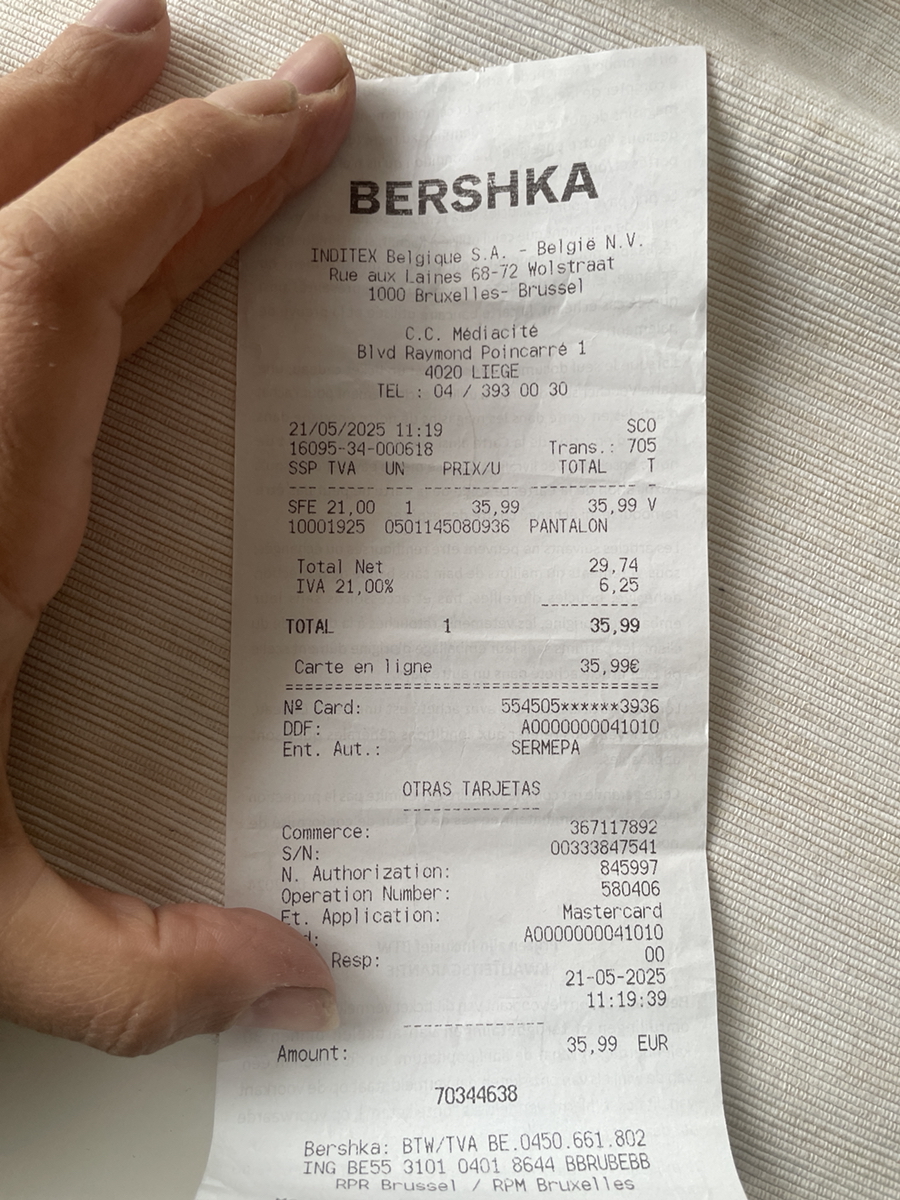 BERSHKA
INDITEX Belgique S.A. - België N.V.
Rue aux Laines 68-72 Wolstraat
1000 Bruxelles- Brussel
C.C. Médiacité
Blvd Raymond Poincarré 1
4020 LIEGE
TEL : 04 / 393 00 30
21/05/2025 11:19 SCO
16095-34-000618 Trans.: 705
SSP TVA UN PRIX/U TOTAL T
SFE 21,00 1 35,99 35,99 V
10001925 0501145080936 PANTALON
Total Net 29,74
IVA 21,00% 6,25
TOTAL 1 35,99
Carte en ligne 35,99€
Nº Card: 554505******3936
DDF: A0000000041010
Ent. Aut.: SERMEPA
OTRAS TARJETAS
Commerce: 367117892
S/N: 00333847541
N. Authorization: 845997
Operation Number: 580406
Et. Application: Mastercard
A0000000041010
Resp: 00
21-05-2025
11:19:39
Amount: 35,99 EUR
70344638
Bershka: BTW/TVA BE.0450.661.802
ING BE55 3101 0401 8644 BBRUBEBB
RPR Brussel / RPM Bruxelles